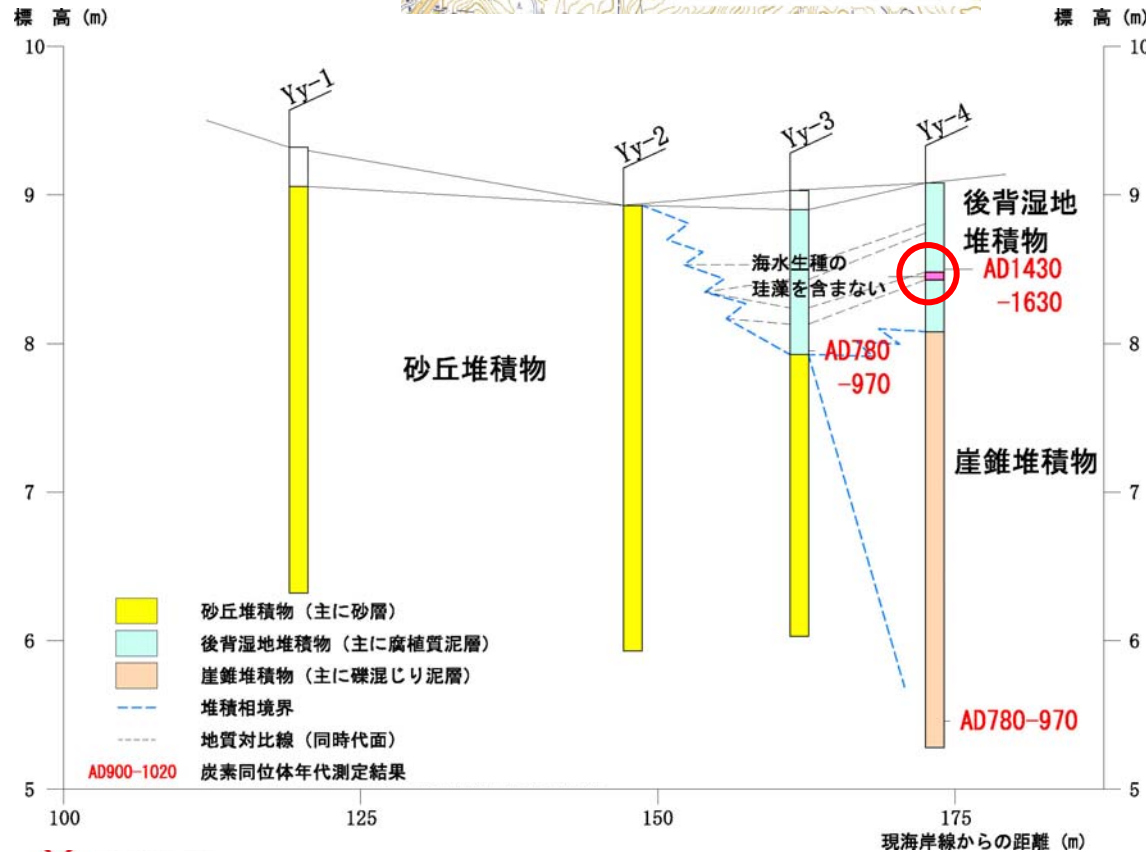 標 高 (m)
標 高 (m)
10
10
Yy-1
Yy-2
Yy-3
Yy-4
9
9
後背湿地
堆積物
海水生種の
珪藻を含まない
AD1430
-1630
8
8
AD780
-970
砂丘堆積物
崖錐堆積物
7
7
砂丘堆積物 (主に砂層)
6
6
後背湿地堆積物 (主に腐植質泥層)
崖錐堆積物 (主に礫混じり泥層)
堆積相境界
AD780-970
地質対比線 (同時代面)
AD900-1020 炭素同位体年代測定結果
5
5
100
125
150
175
現海岸線からの距離 (m)